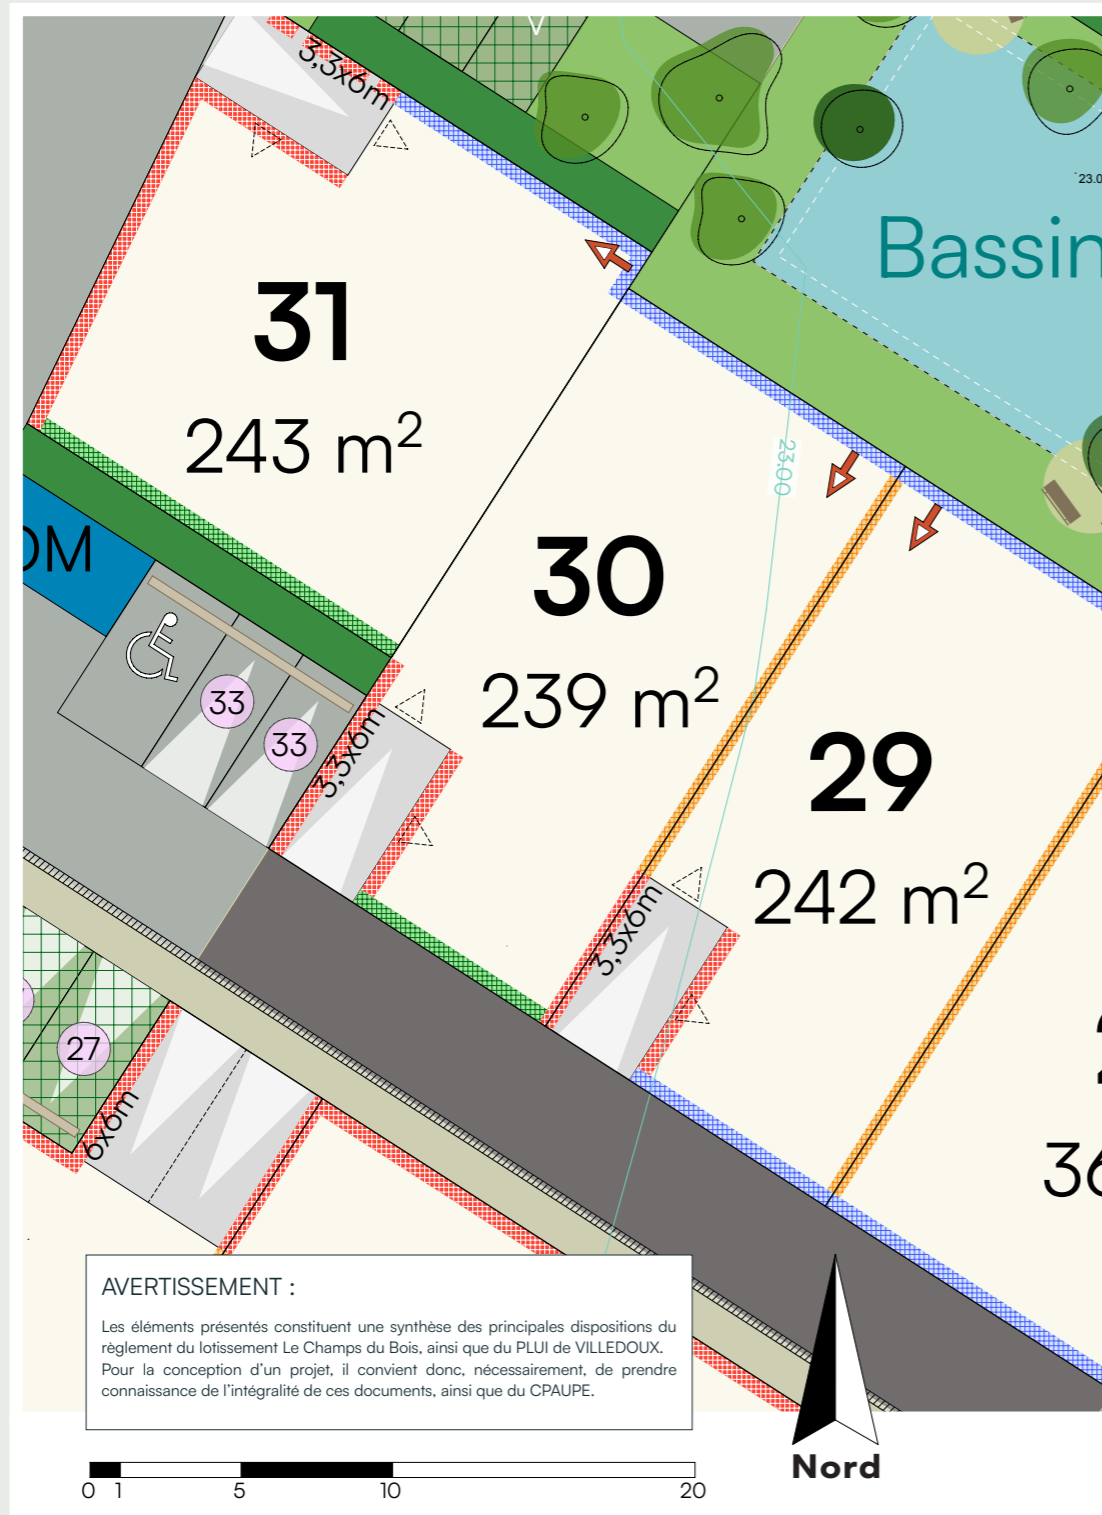 3,3x6m
23.0
Bassin
31
243 m²
23.00
OM
30
239 m²
33
33
3,3x6m
29
242 m²
3,3x6m
27
6x6m
36
AVERTISSEMENT :
Les éléments présentés constituent une synthèse des principales dispositions du
règlement du lotissement Le Champs du Bois, ainsi que du PLUI de VILLEDOUX.
Pour la conception d'un projet, il convient donc, nécessairement, de prendre
connaissance de l'intégralité de ces documents, ainsi que du CPAUPE.
0 1 5 10 20
Nord